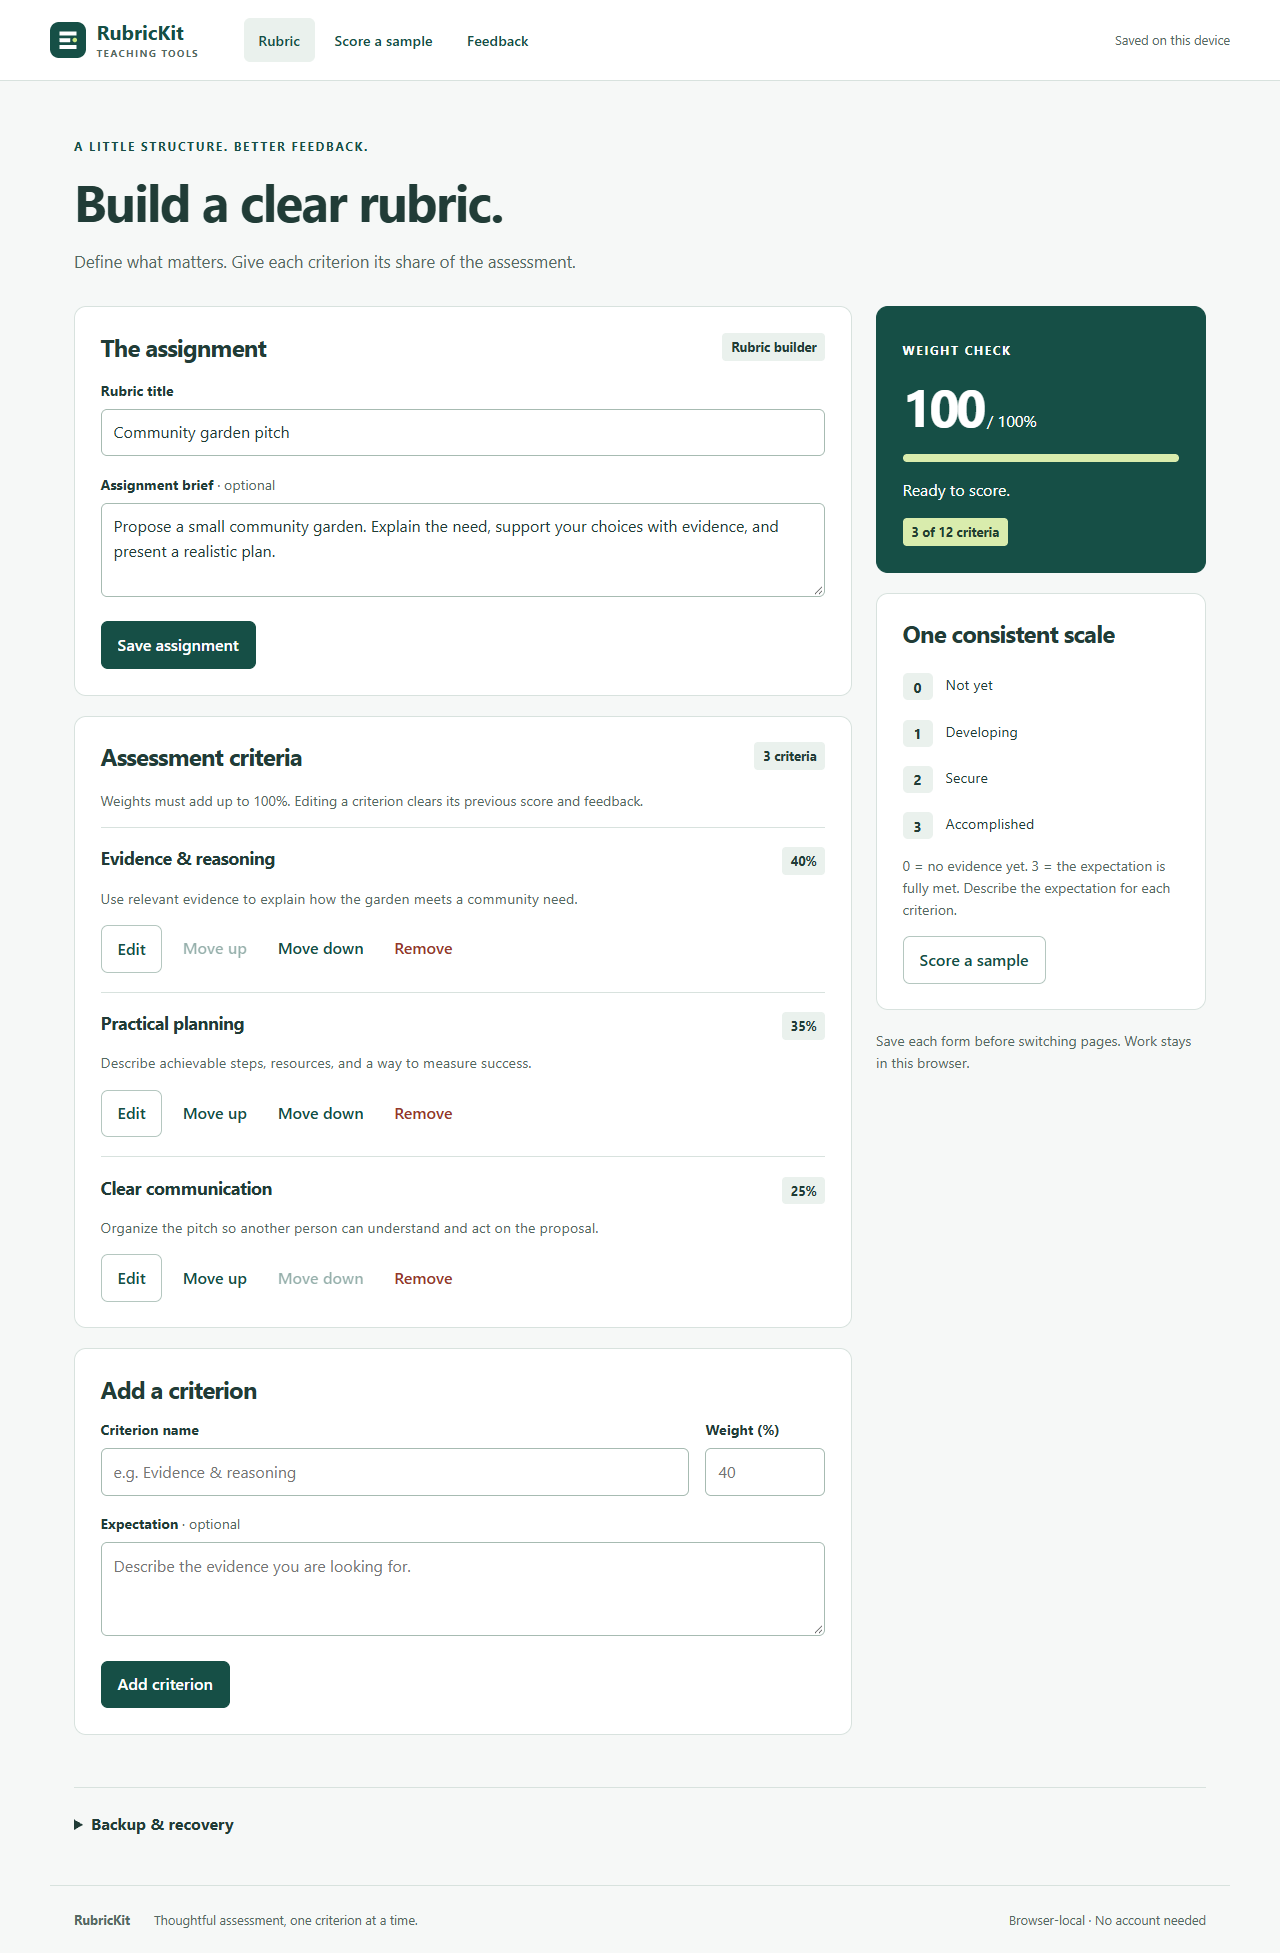 RubricKit
TEACHING TOOLS
Rubric
Score a sample
Feedback
Saved on this device
A LITTLE STRUCTURE. BETTER FEEDBACK.
Build a clear rubric.
Define what matters. Give each criterion its share of the assessment.
The assignment
Rubric builder
Rubric title
Community garden pitch
Assignment brief · optional
Propose a small community garden. Explain the need, support your choices with evidence, and
present a realistic plan.
Save assignment
Assessment criteria
3 criteria
Weights must add up to 100%. Editing a criterion clears its previous score and feedback.
Evidence & reasoning
40%
Use relevant evidence to explain how the garden meets a community need.
Edit
Move up
Move down
Remove
Practical planning
35%
Describe achievable steps, resources, and a way to measure success.
Edit
Move up
Move down
Remove
Clear communication
25%
Organize the pitch so another person can understand and act on the proposal.
Edit
Move up
Move down
Remove
Add a criterion
Criterion name
Weight (%)
e.g. Evidence & reasoning
40
Expectation · optional
Describe the evidence you are looking for.
Add criterion
WEIGHT CHECK
100 / 100%
Ready to score.
3 of 12 criteria
One consistent scale
0 Not yet
1 Developing
2 Secure
3 Accomplished
0 = no evidence yet. 3 = the expectation is
fully met. Describe the expectation for each
criterion.
Score a sample
Save each form before switching pages. Work stays
in this browser.
Backup & recovery
RubricKit
Thoughtful assessment, one criterion at a time.
Browser-local · No account needed